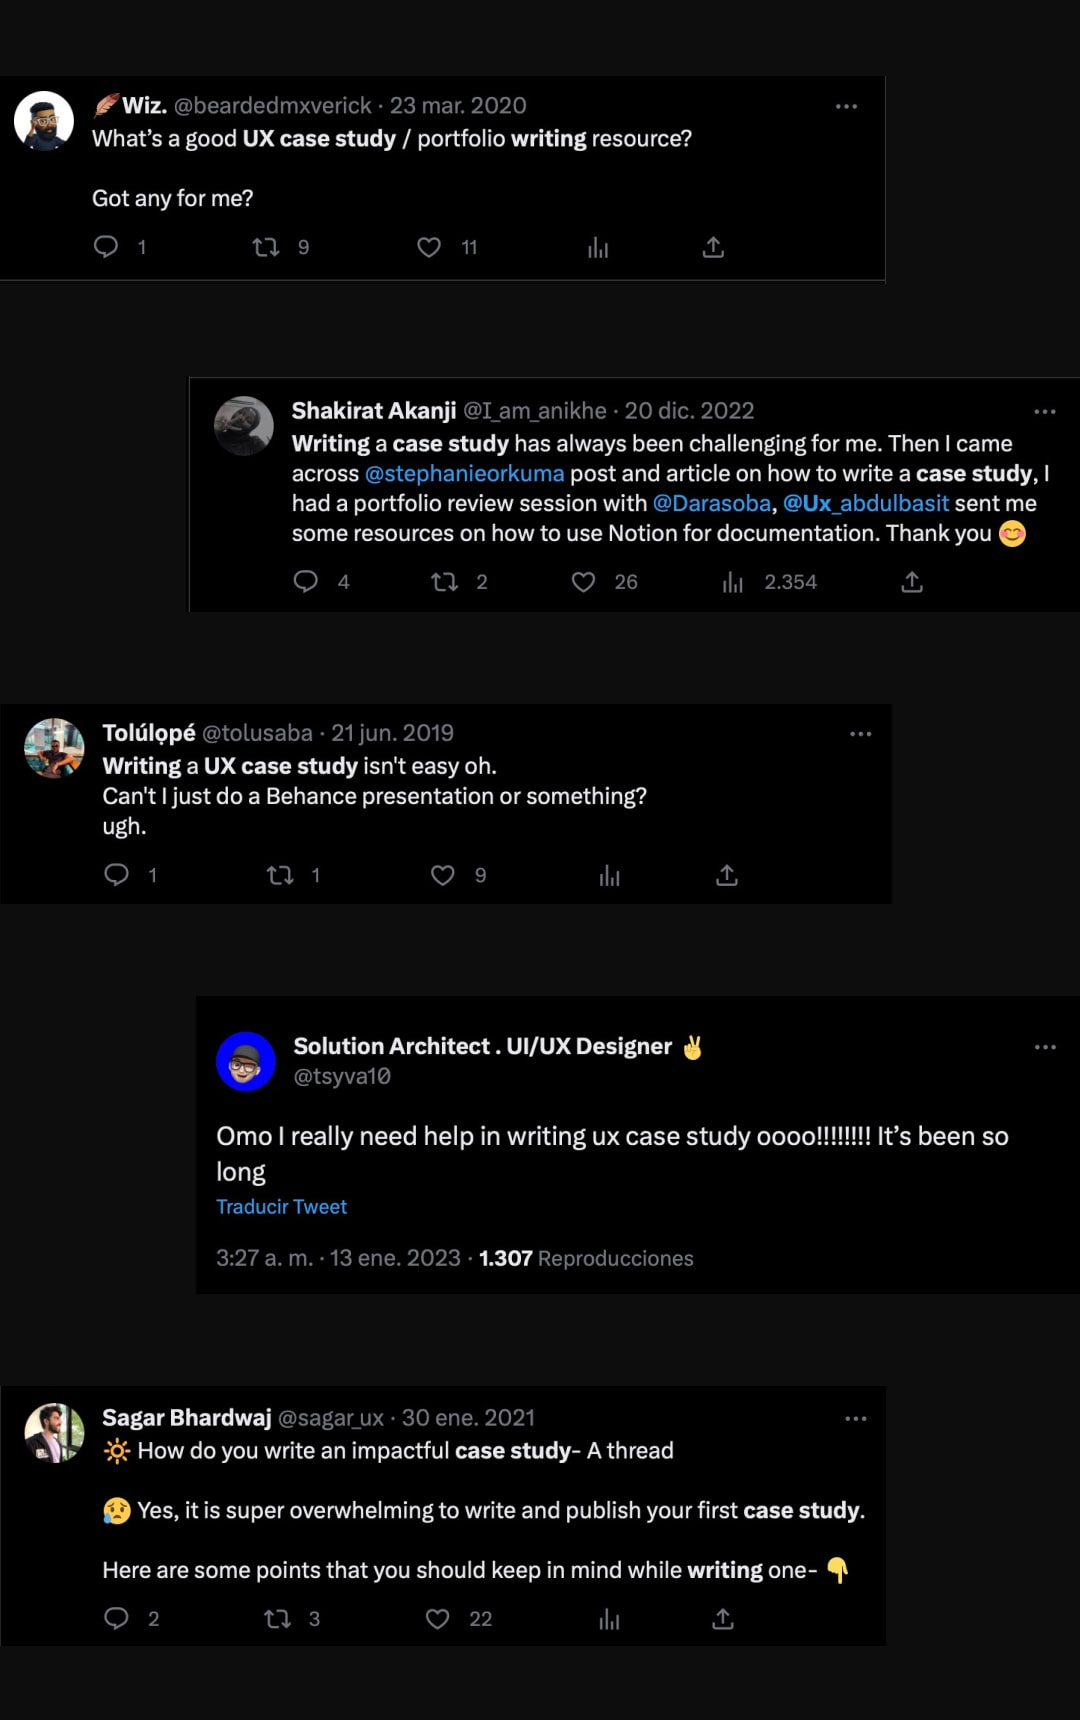 🪶Wiz. @beardedmxverick · 23 mar. 2020
What's a good UX case study / portfolio writing resource?
Got any for me?
1 9 11
Shakirat Akanji @I_am_anikhe · 20 dic. 2022
Writing a case study has always been challenging for me. Then I came
across @stephanieorkuma post and article on how to write a case study, I
had a portfolio review session with @Darasoba, @Ux_abdulbasit sent me
some resources on how to use Notion for documentation. Thank you 😊
4 2 26 2.354
Tolúlọpé @tolusaba · 21 jun. 2019
Writing a UX case study isn't easy oh.
Can't I just do a Behance presentation or something?
ugh.
1 1 9
Solution Architect . UI/UX Designer ✌
@tsyva10
Omo I really need help in writing ux case study oooo!!!!!!!! It's been so
long
Traducir Tweet
3:27 a. m. · 13 ene. 2023 · 1.307 Reproducciones
Sagar Bhardwaj @sagar_ux · 30 ene. 2021
🔆 How do you write an impactful case study- A thread
😥 Yes, it is super overwhelming to write and publish your first case study.
Here are some points that you should keep in mind while writing one- 👇
2 3 22